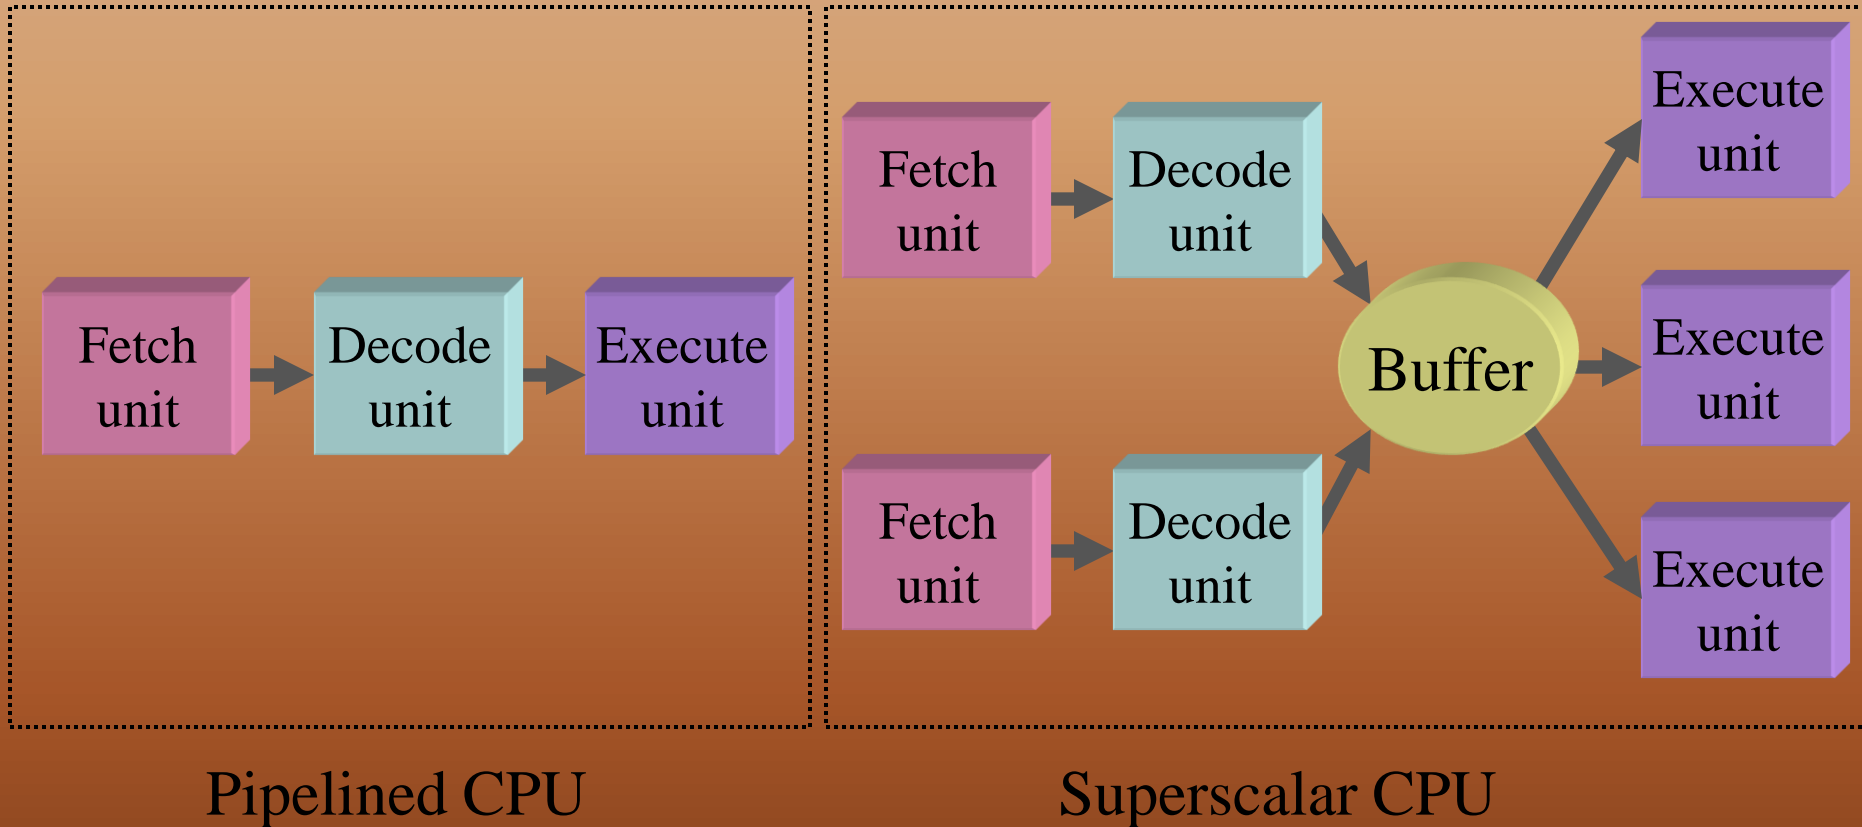 Fetch
unit
Decode
unit
Execute
unit
Pipelined CPU
Fetch
unit
Decode
unit
Fetch
unit
Decode
unit
Buffer
Execute
unit
Execute
unit
Execute
unit
Superscalar CPU